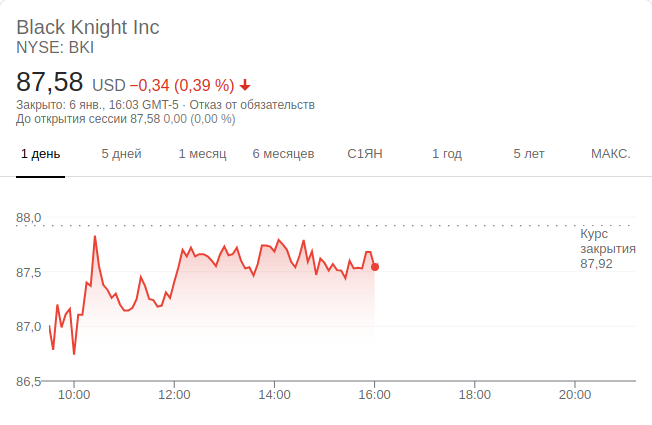 Black Knight Inc
NYSE: BKI
87,58 USD −0,34 (0,39 %)
Закрыто: 6 янв., 16:03 GMT-5 · Отказ от обязательств
До открытия сессии 87,58 0,00 (0,00 %)
1 день 5 дней 1 месяц 6 месяцев С1ЯН 1 год 5 лет МАКС.
88,0
Курс
закрытия
87,92
87,5
87,0
86,5
10:00 12:00 14:00 16:00 18:00 20:00